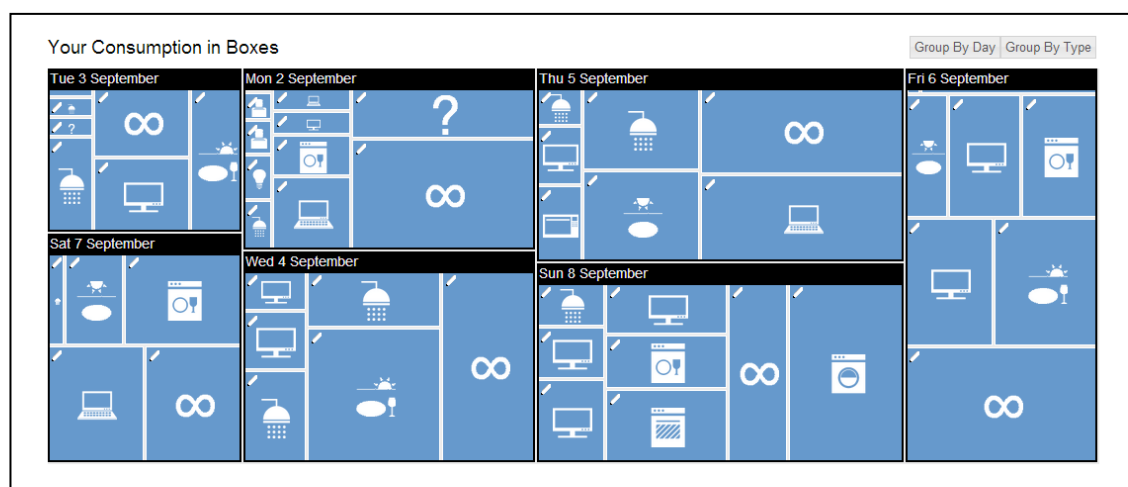 Your Consumption in Boxes
Group By Day Group By Type
Tue 3 September
Mon 2 September
Thu 5 September
Fri 6 September
?
?
Sat 7 September
Wed 4 September
Sun 8 September